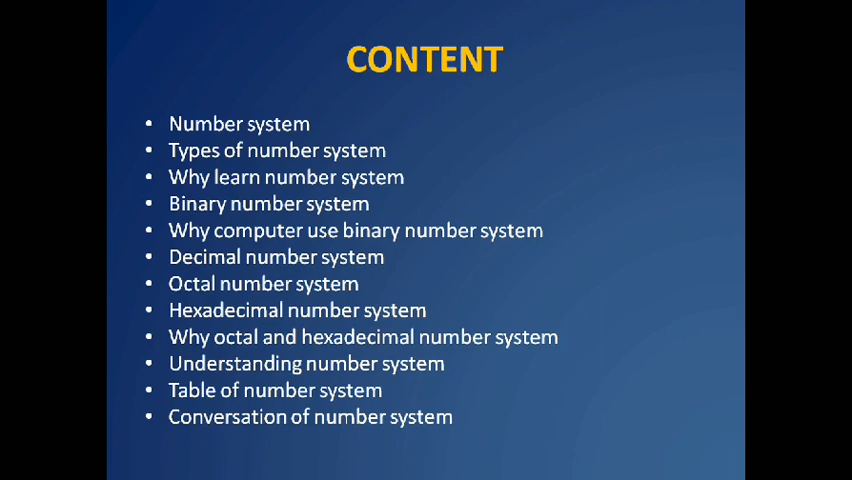 CONTENT
• Number system
• Types of number system
• Why learn number system
• Binary number system
• Why computer use binary number system
• Decimal number system
• Octal number system
• Hexadecimal number system
• Why octal and hexadecimal number system
• Understanding number system
• Table of number system
• Conversation of number system